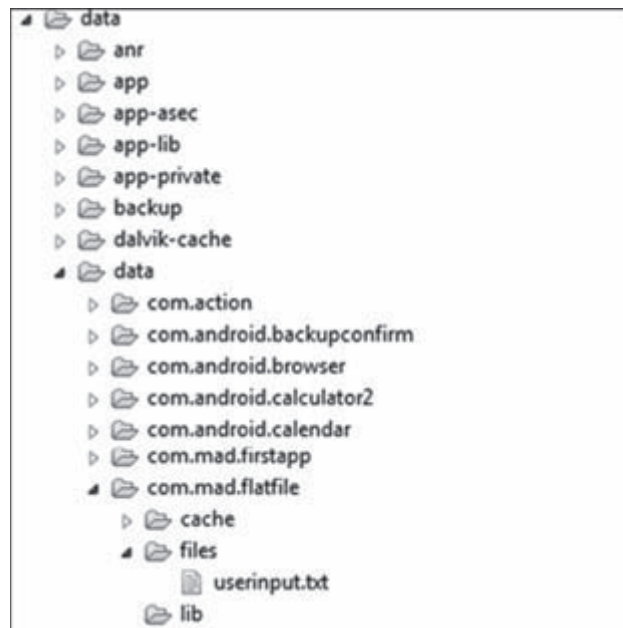 data
anr
app
app-asec
app-lib
app-private
backup
dalvik-cache
data
com.action
com.android.backupconfirm
com.android.browser
com.android.calculator2
com.android.calendar
com.mad.firstapp
com.mad.flatfile
cache
files
userinput.txt
lib